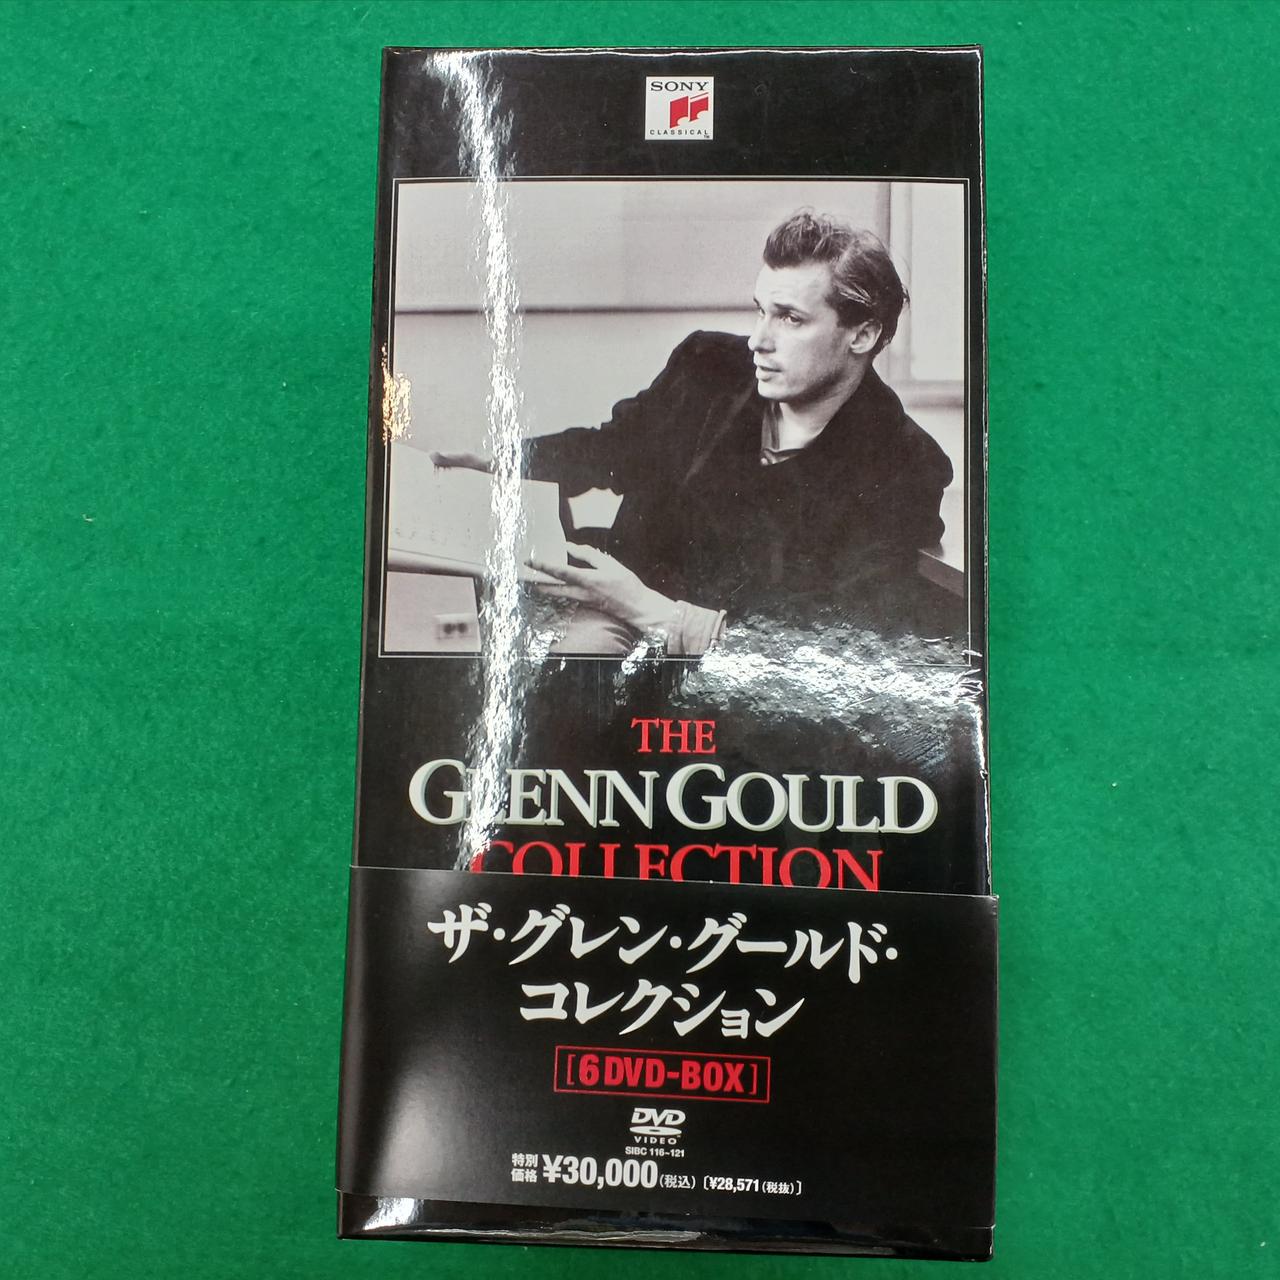 SONY
CLASSICAL
THE
GLENN GOULD
COLLECTION
ザ・グレン・グールド・
コレクション
[6DVD-BOX]
DVD
VIDEO
SIBC 116~121
特別
価格 ¥30,000(税込) [¥28,571(税抜)]